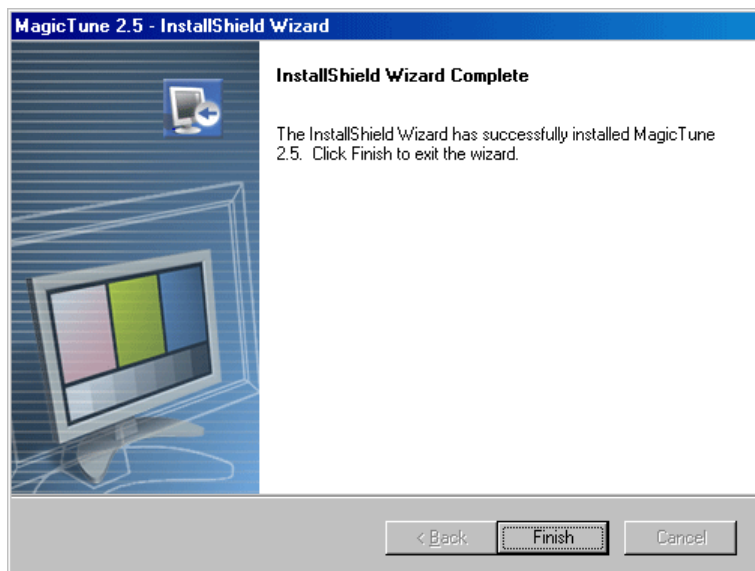 MagicTune 2.5 - InstallShield Wizard
InstallShield Wizard Complete
The InstallShield Wizard has successfully installed MagicTune
2.5. Click Finish to exit the wizard.
< Back Finish Cancel